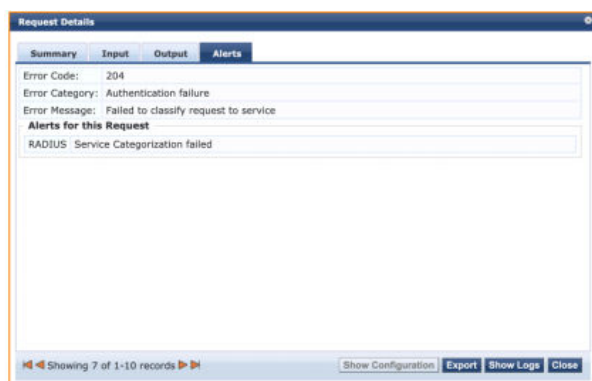 Request Details
Summary Input Output Alerts
Error Code: 204
Error Category: Authentication failure
Error Message: Failed to classify request to service
Alerts for this Request
RADIUS Service Categorization failed
Showing 7 of 1-10 records Show Configuration Export Show Logs Close